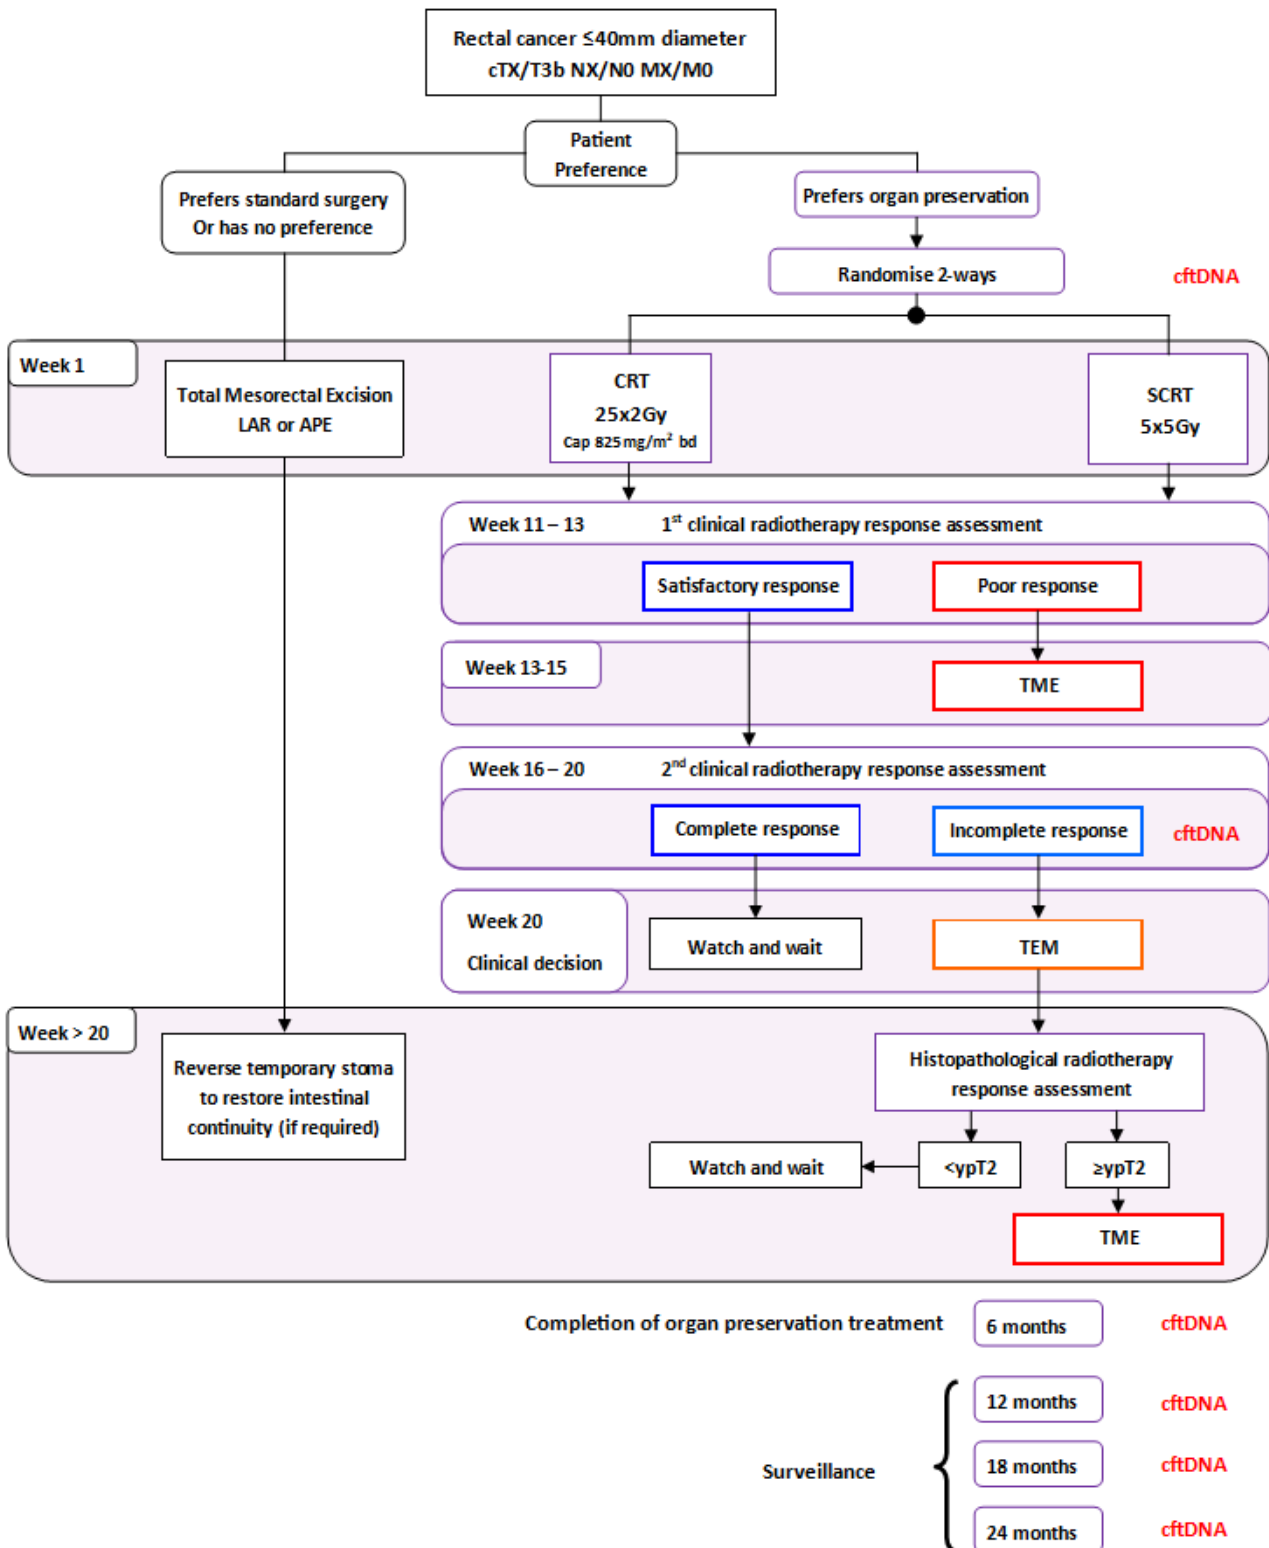 Rectal cancer ≤40mm diameter
cTX/T3b NX/N0 MX/M0
Patient
Preference
Prefers standard surgery
Or has no preference
Prefers organ preservation
Randomise 2-ways
cftDNA
Week 1
Total Mesorectal Excision
LAR or APE
CRT
25x2Gy
Cap 825 mg/m² bd
SCRT
5x5Gy
Week 11 – 13 1st clinical radiotherapy response assessment
Satisfactory response
Poor response
Week 13-15
TME
Week 16 – 20 2nd clinical radiotherapy response assessment
Complete response
Incomplete response
cftDNA
Week 20
Clinical decision
Watch and wait
TEM
Week > 20
Reverse temporary stoma
to restore intestinal
continuity (if required)
Histopathological radiotherapy
response assessment
Watch and wait
<ypT2
≥ypT2
TME
Completion of organ preservation treatment
6 months
cftDNA
12 months
cftDNA
Surveillance
18 months
cftDNA
24 months
cftDNA